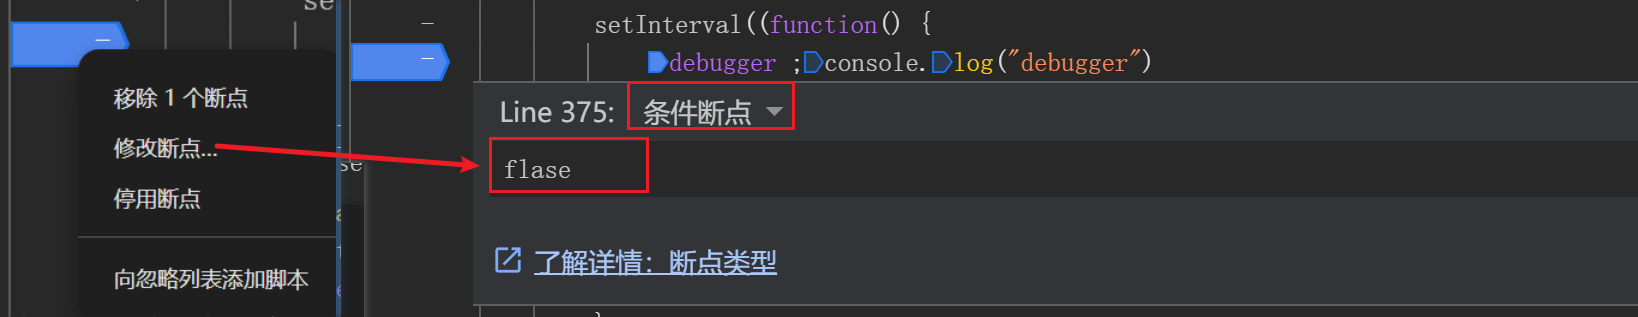 se
移除 1 个断点
修改断点...
停用断点
向忽略列表添加脚本
se
setInterval((function() {
debugger ;console.log("debugger")
Line 375: 条件断点
flase
了解详情：断点类型
}